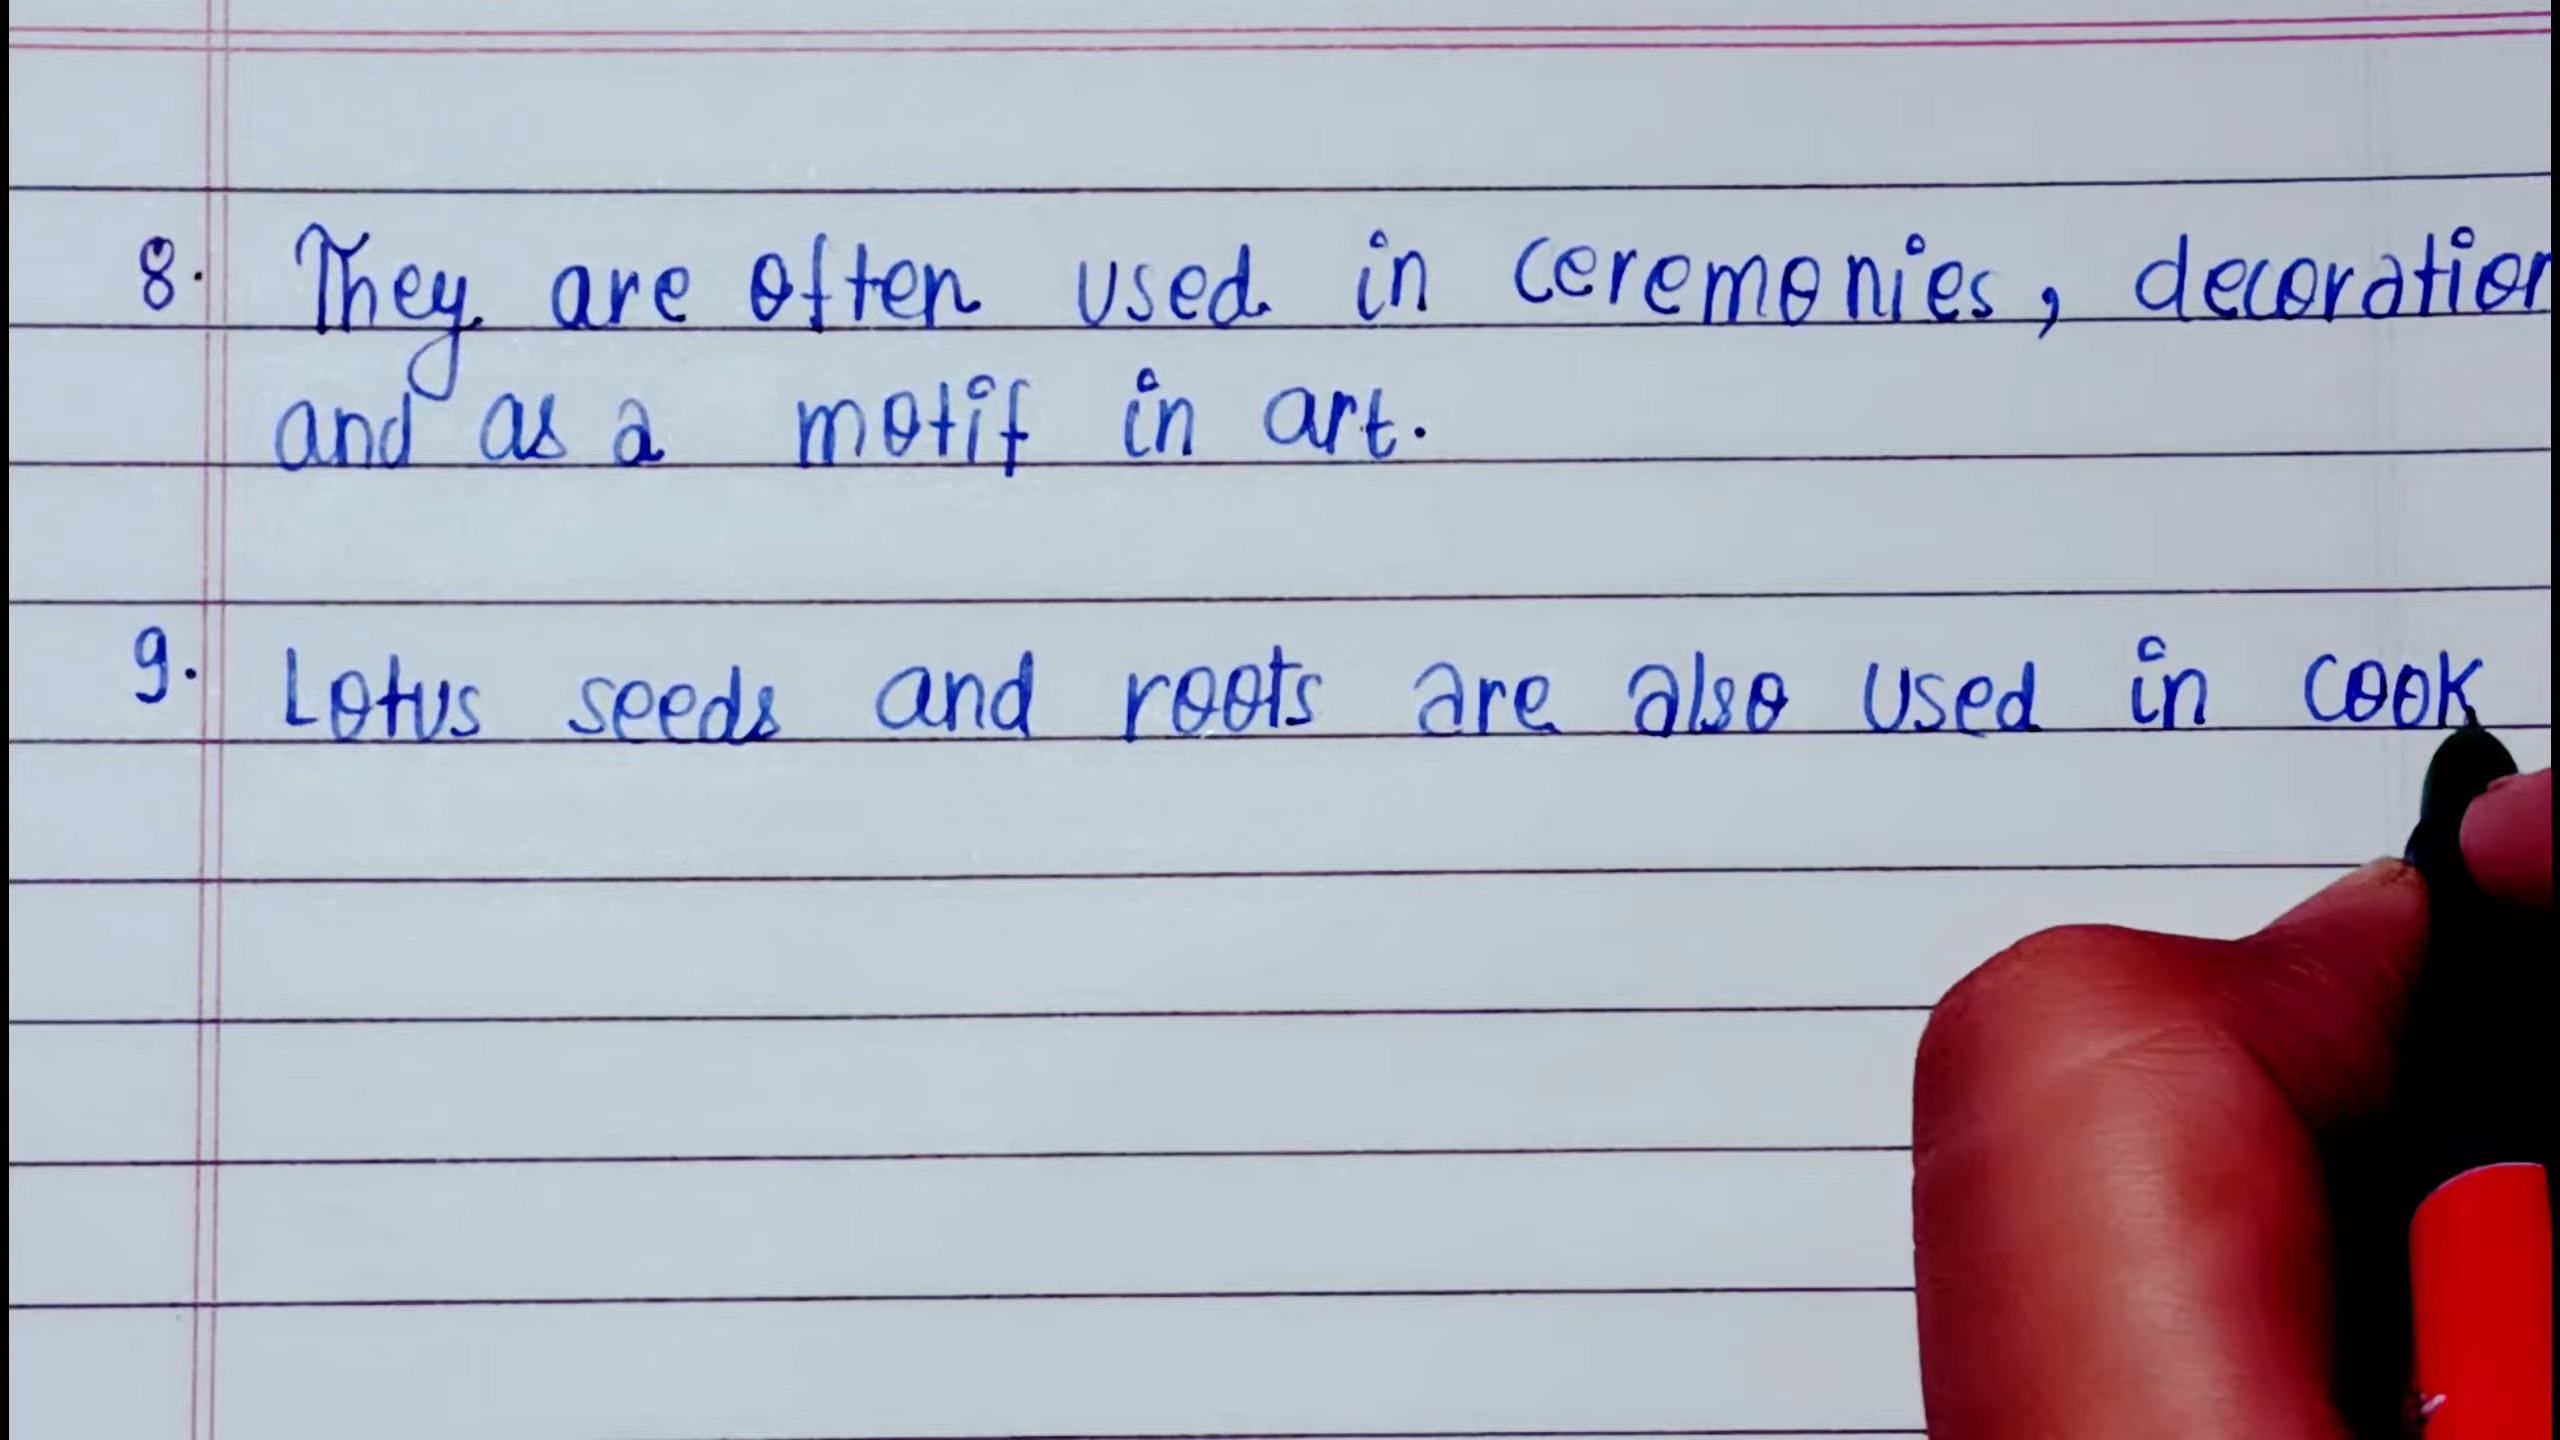 8. They are often used in ceremonies, decoration
and as a motif in art.
9. Lotus seeds and roots are also used in cook